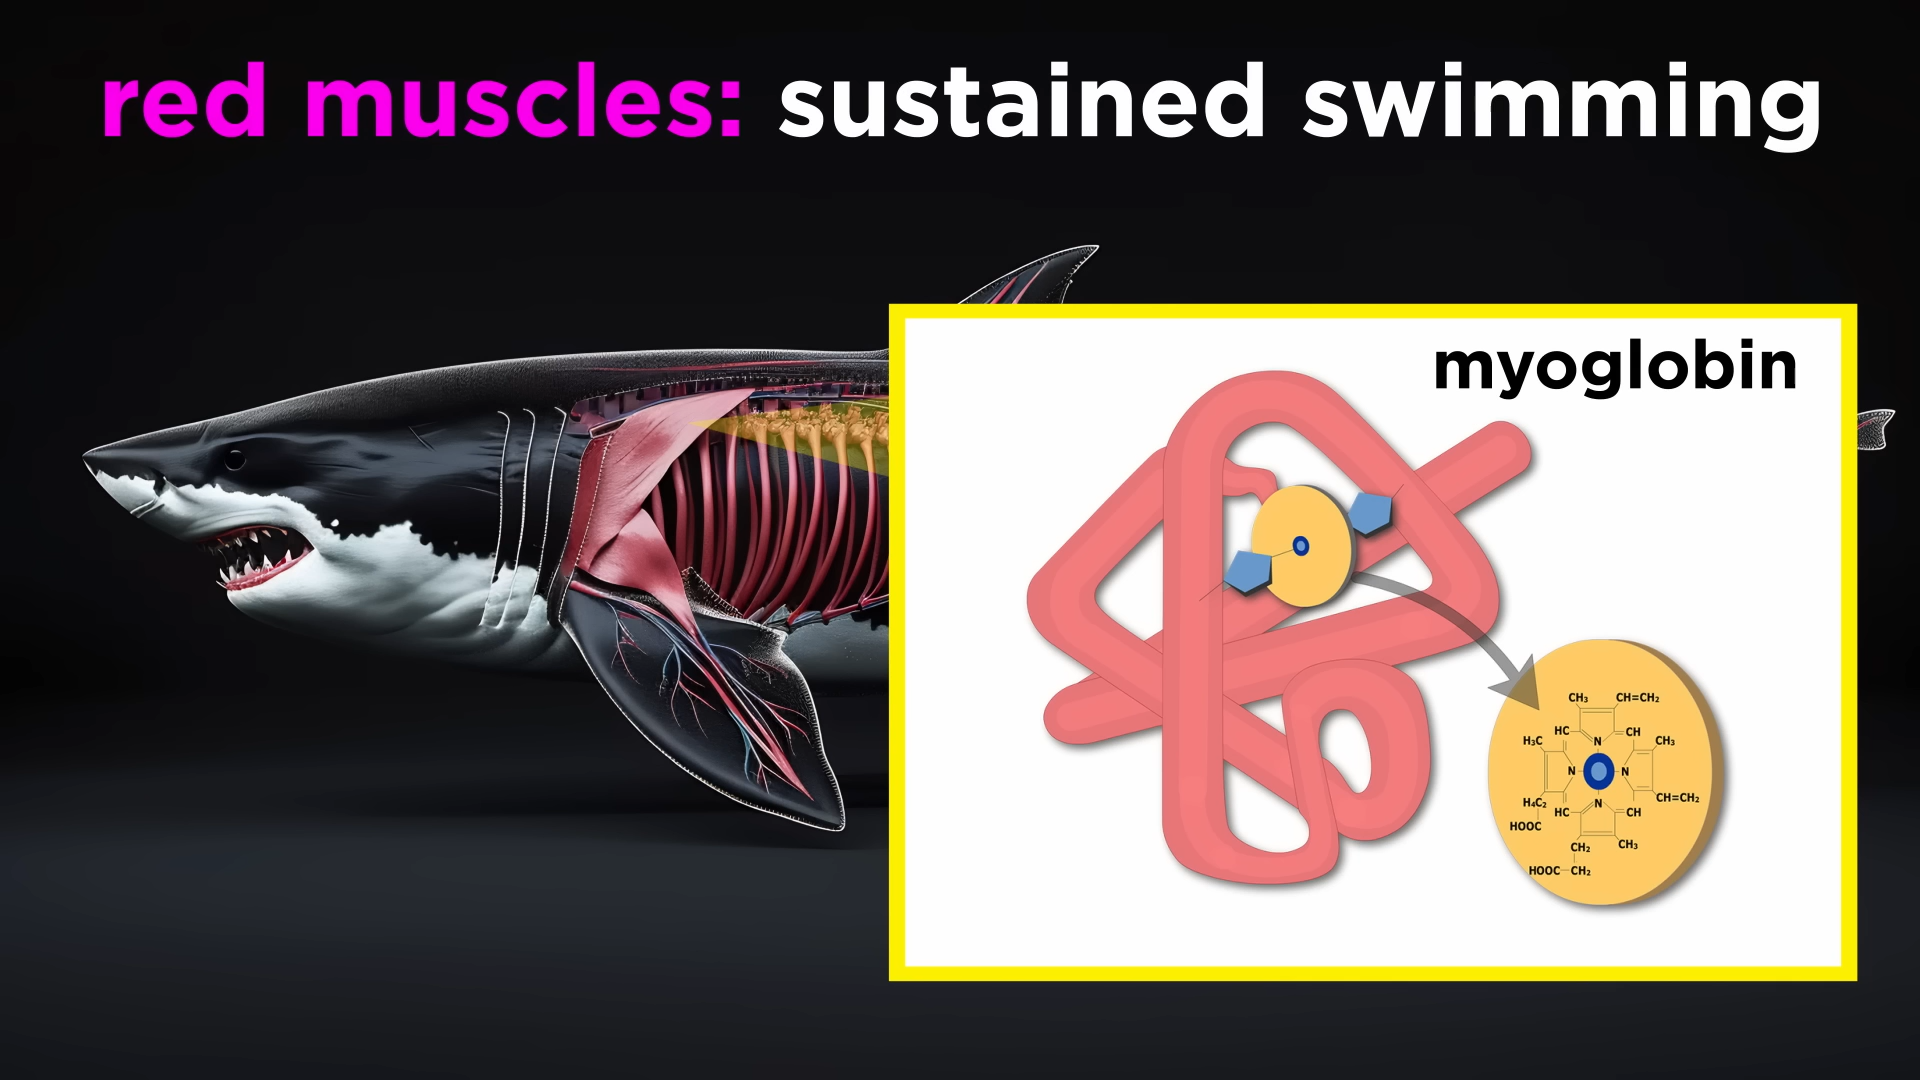 red muscles: sustained swimming
myoglobin
CH₃ CH=CH₂
HC CH
H₃C N CH₃
N N
H₄C₂ N CH=CH₂
HC CH
HOOC
CH₂ CH₃
HOOC CH₂